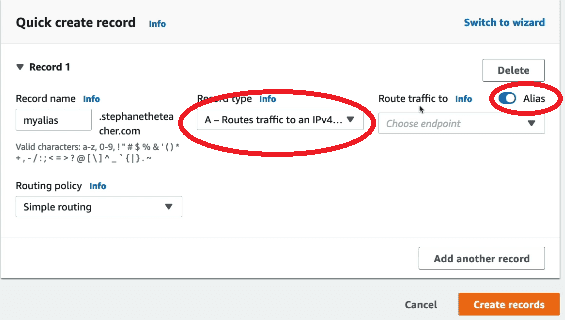 Quick create record Info Switch to wizard
▼ Record 1 Delete
Record name Info Record type Info Route traffic to Info Alias
myalias .stephanethetea A – Routes traffic to an IPv4... ▼ Choose endpoint ▼
cher.com
Valid characters: a-z, 0-9, ! " # $ % & ' ( ) *
+ , - / : ; < = > ? @ [ \ ] ^ _ ` { | } . ~
Routing policy Info
Simple routing ▼
Add another record
Cancel Create records